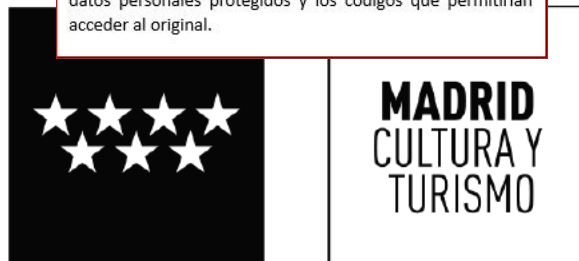 datos personales protegidos y los códigos que permitirían
acceder al original.
MADRID
CULTURA Y
TURISMO